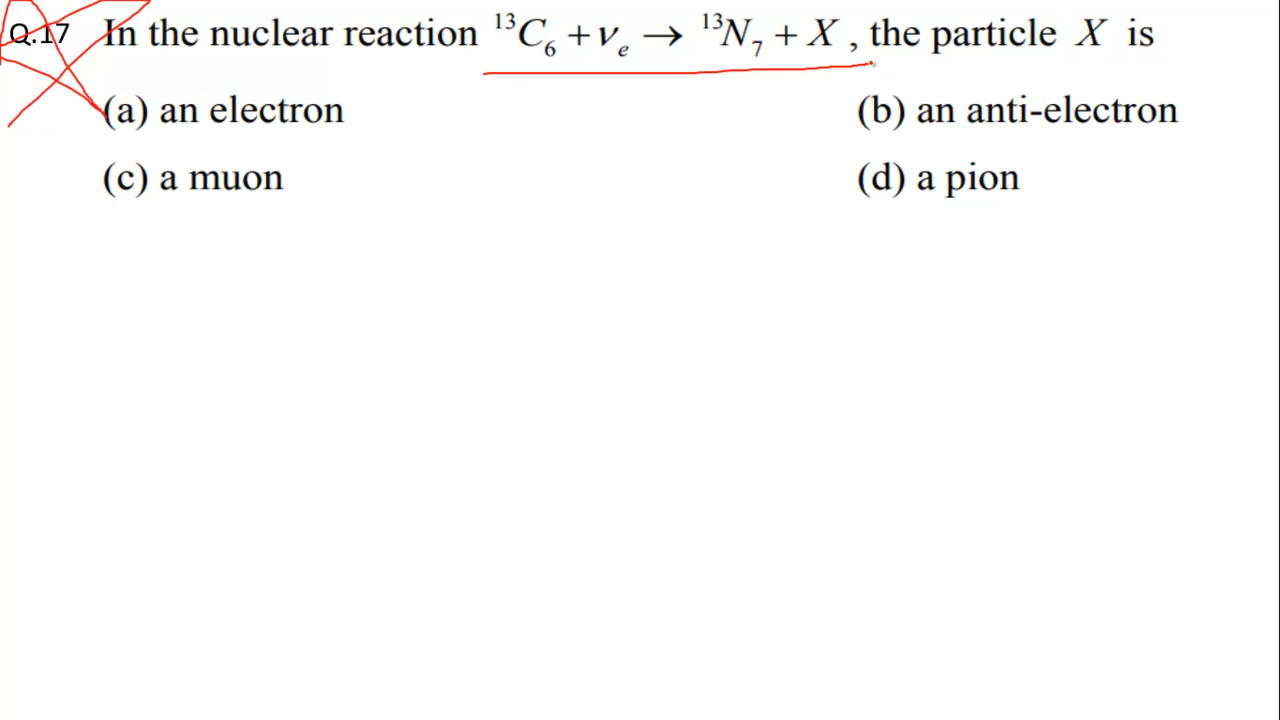 Q.17 In the nuclear reaction ¹³C₆ + νₑ → ¹³N₇ + X , the particle X is
(a) an electron (b) an anti-electron
(c) a muon (d) a pion